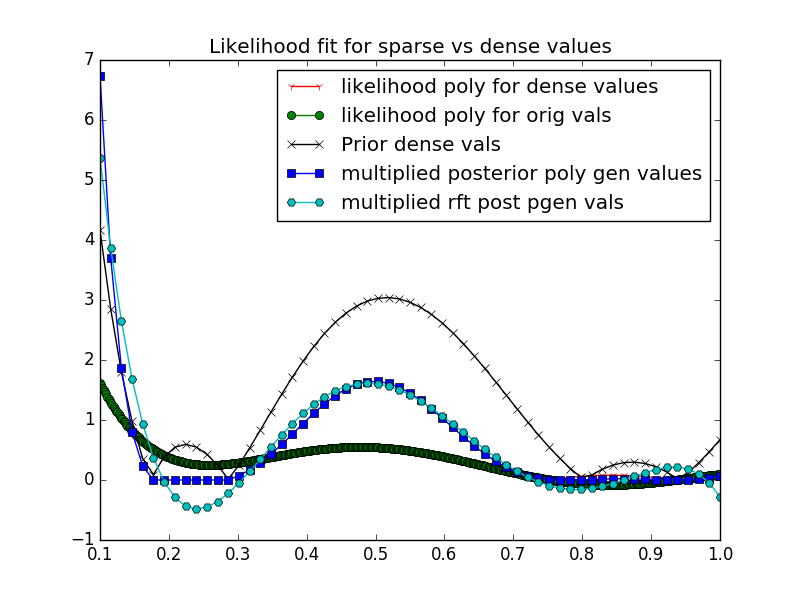 Likelihood fit for sparse vs dense values
7
likelihood poly for dense values
likelihood poly for orig vals
6
Prior dense vals
multiplied posterior poly gen values
5
multiplied rft post pgen vals
4
3
2
1
0
−1
0.1 0.2 0.3 0.4 0.5 0.6 0.7 0.8 0.9 1.0